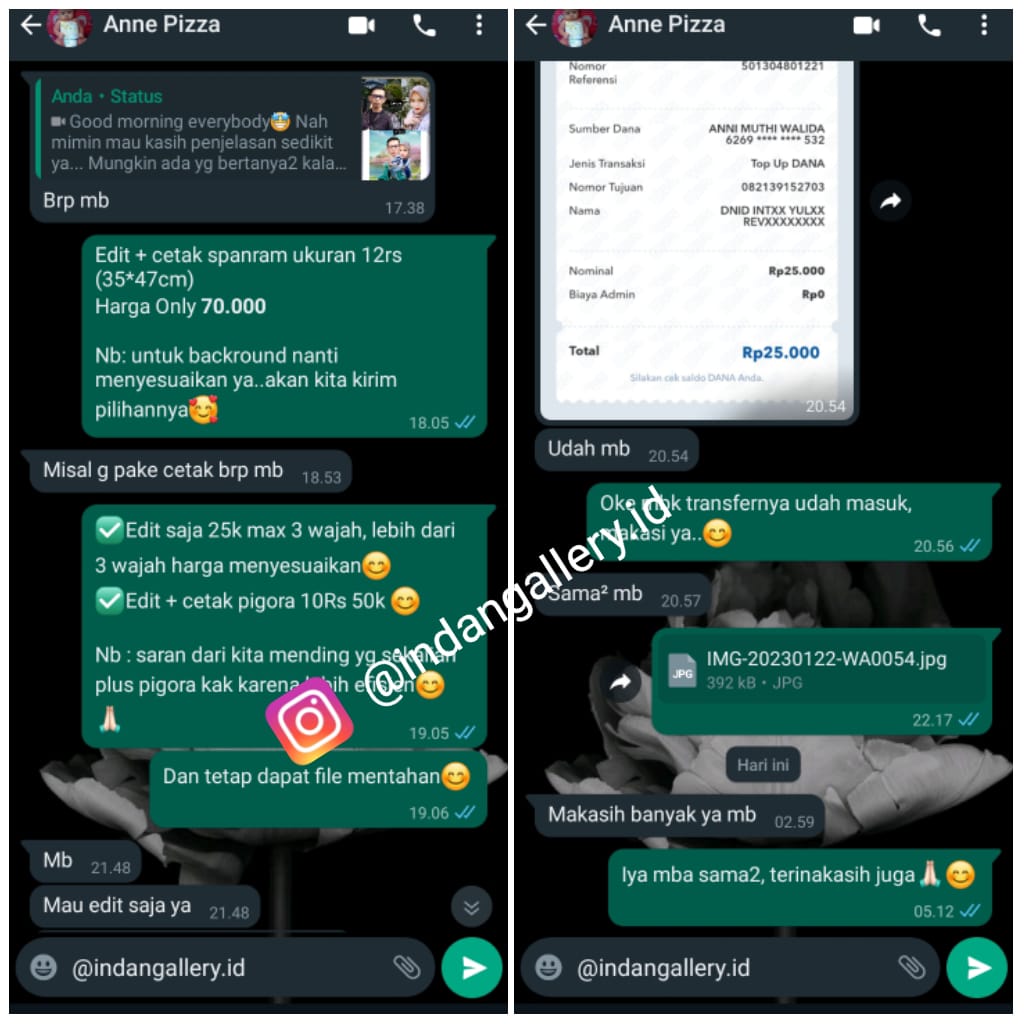 Anne Pizza
Anda • Status
Good morning everybody🤩 Nah
mimin mau kasih penjelasan sedikit
ya... Mungkin ada yg bertanya2 kala...
Brp mb
17.38
Edit + cetak spanram ukuran 12rs
(35*47cm)
Harga Only 70.000
Nb: untuk backround nanti
menyesuaikan ya..akan kita kirim
pilihannya🥰
18.05
Misal g pake cetak brp mb
18.53
✅Edit saja 25k max 3 wajah, lebih dari
3 wajah harga menyesuaikan😊
✅Edit + cetak pigora 10Rs 50k 😊
Nb : saran dari kita mending yg sekalian
plus pigora kak karena lebih efisien😊
🙏🏻
19.05
Dan tetap dapat file mentahan😊
19.06
Mb
21.48
Mau edit saja ya
21.48
@indangallery.id
Anne Pizza
Nomor
Referensi
501304801221
Sumber Dana
ANNI MUTHI WALIDA
6269 **** **** 532
Jenis Transaksi
Top Up DANA
Nomor Tujuan
082139152703
Nama
DNID INTXX YULXX
REVXXXXXXXX
Nominal
Rp25.000
Biaya Admin
Rp0
Total
Rp25.000
Silakan cek saldo DANA Anda.
20.54
Udah mb
20.54
Oke mbk transfernya udah masuk,
makasi ya..😊
20.56
Sama² mb
20.57
JPG
IMG-20230122-WA0054.jpg
392 kB • JPG
22.17
Hari ini
Makasih banyak ya mb
02.59
Iya mba sama2, terinakasih juga 🙏🏻😊
05.12
@indangallery.id
@indangallery.id